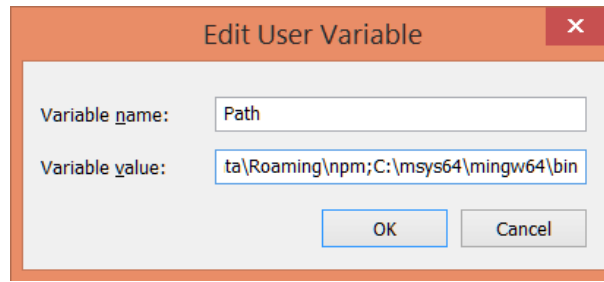 Edit User Variable
x
Variable name:
Path
Variable value:
ta\Roaming\npm;C:\msys64\mingw64\bin
OK
Cancel